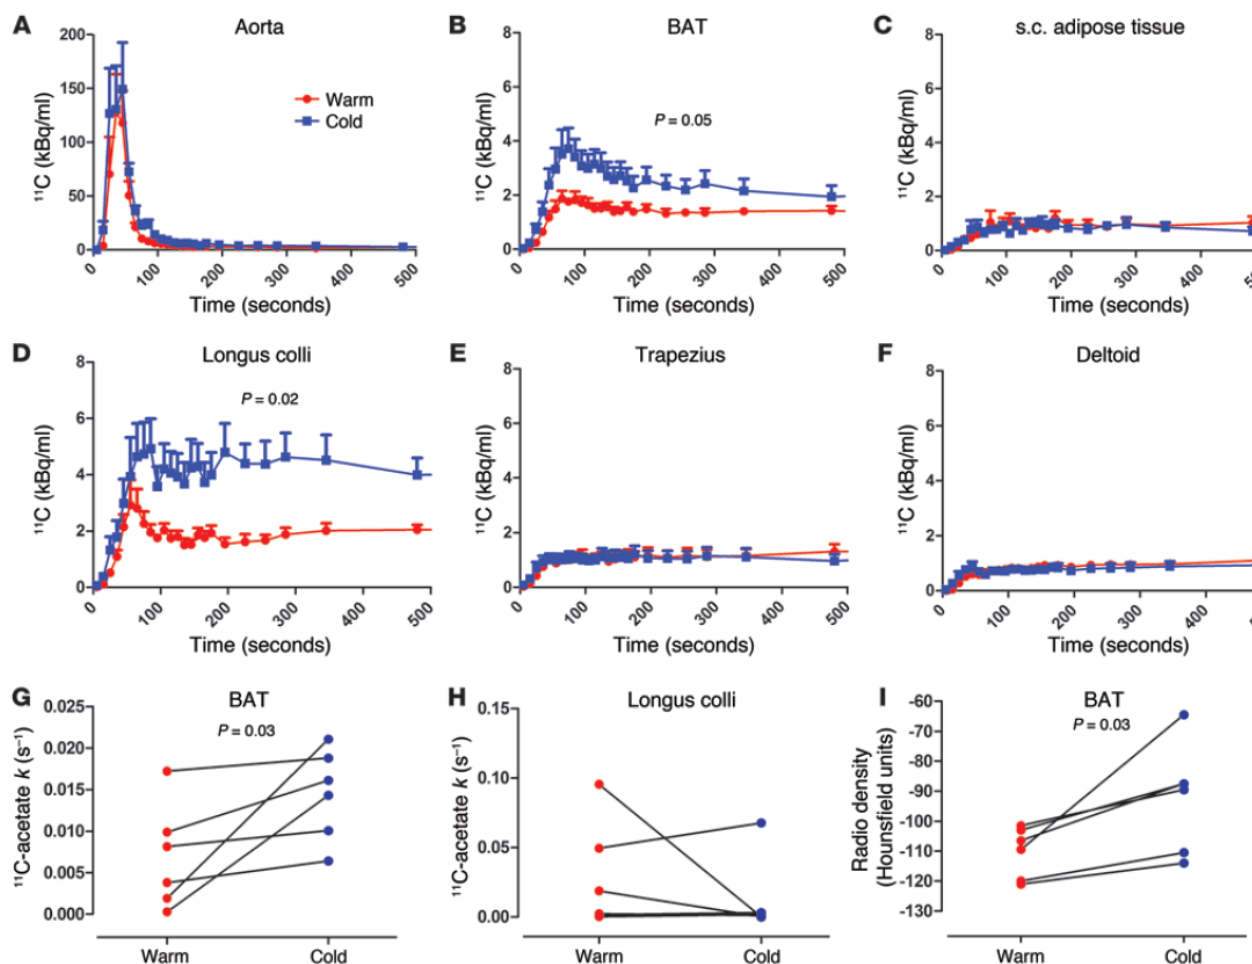 A Aorta
¹¹C (kBq/ml)
200
150
100
50
0
Warm
Cold
0 100 200 300 400 500
Time (seconds)
B BAT
¹¹C (kBq/ml)
8
6
4
2
0
P = 0.05
0 100 200 300 400 500
Time (seconds)
C s.c. adipose tissue
¹¹C (kBq/ml)
8
6
4
2
0
0 100 200 300 400
Time (seconds)
D Longus colli
¹¹C (kBq/ml)
8
6
4
2
0
P = 0.02
0 100 200 300 400 500
Time (seconds)
E Trapezius
¹¹C (kBq/ml)
8
6
4
2
0
0 100 200 300 400 500
Time (seconds)
F Deltoid
¹¹C (kBq/ml)
8
6
4
2
0
0 100 200 300 400
Time (seconds)
G BAT
P = 0.03
¹¹C-acetate k (s⁻¹)
0.025
0.020
0.015
0.010
0.005
0.000
Warm Cold
H Longus colli
¹¹C-acetate k (s⁻¹)
0.15
0.10
0.05
0.00
Warm Cold
I BAT
P = 0.03
Radio density
(Hounsfield units)
-60
-70
-80
-90
-100
-110
-120
-130
Warm Cold